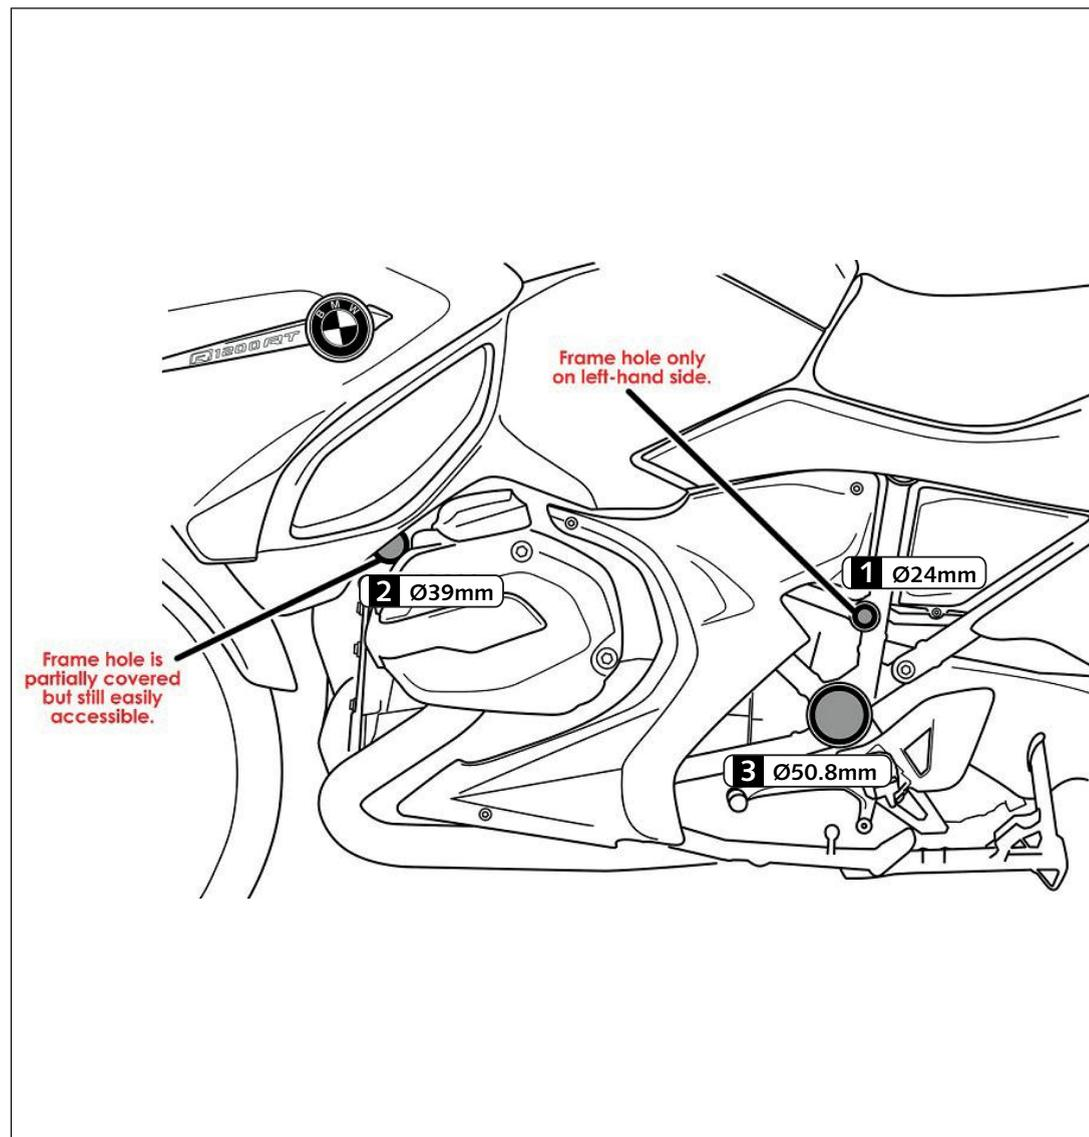 BMW
R1200RT
Frame hole only
on left-hand side.
1 Ø24mm
2 Ø39mm
Frame hole is
partially covered
but still easily
accessible.
3 Ø50.8mm